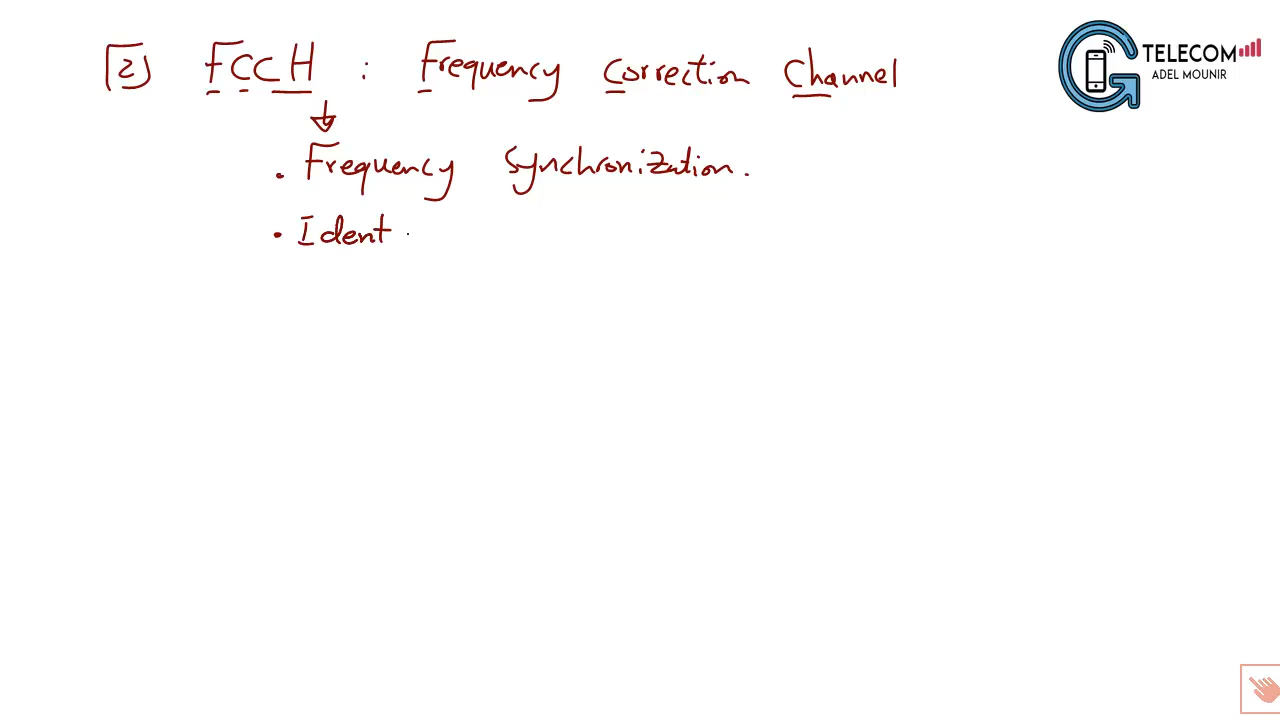 [2] FCCH : Frequency Correction Channel
. Frequency Synchronization.
. Ident
TELECOM
ADEL MOUNIR